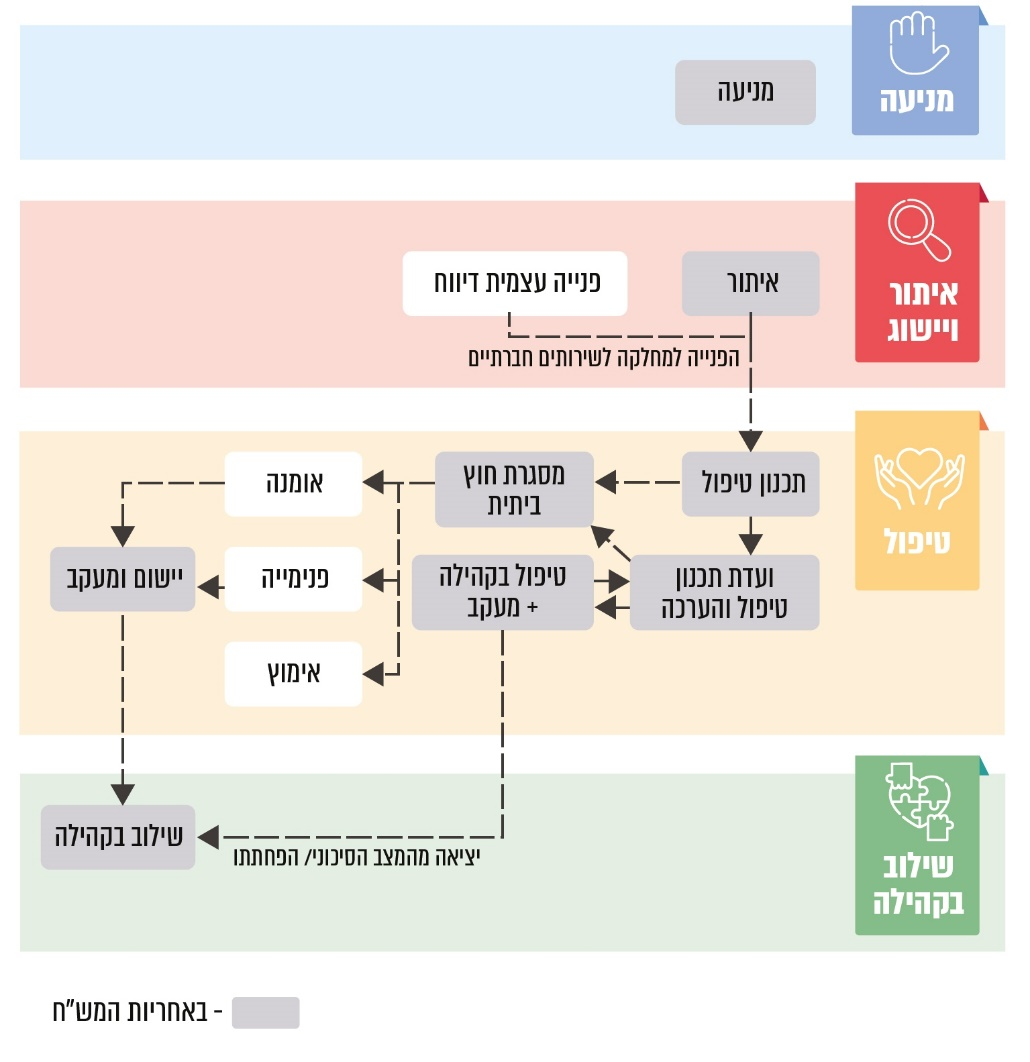 מניעה
מניעה
איתור
ויישוג
איתור
פנייה עצמית דיווח
הפנייה למחלקה לשירותים חברתיים
טיפול
תכנון טיפול
מסגרת חוץ
ביתית
אומנה
ועדת תכנון
טיפול והערכה
טיפול בקהילה
+ מעקב
פנימייה
יישום ומעקב
אימוץ
שילוב
בקהילה
שילוב בקהילה
יציאה מהמצב הסיכוני/ הפחתתו
- באחריות המש"ח